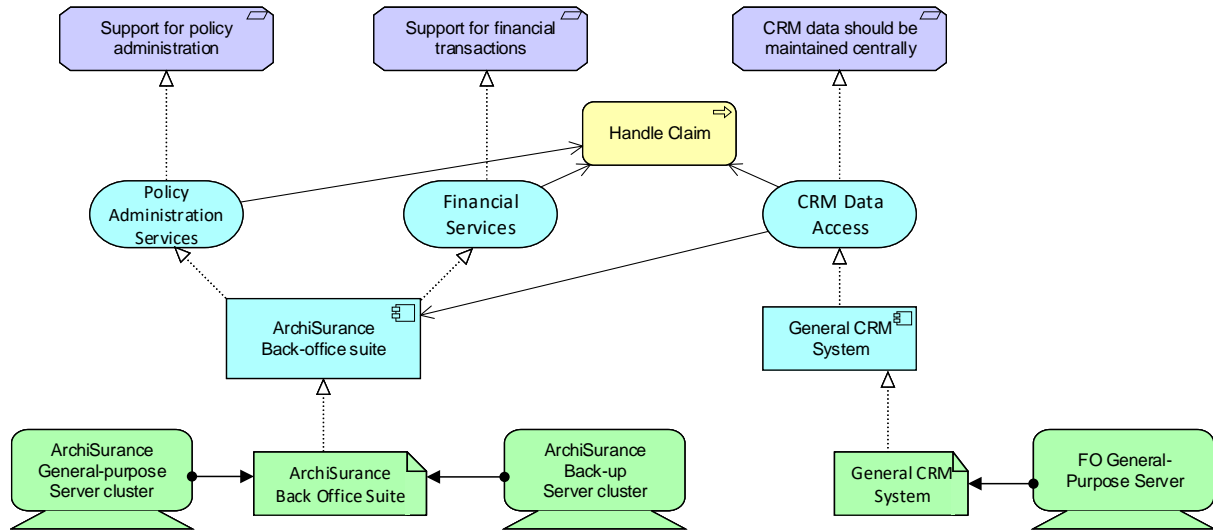 Support for policy
administration
Support for financial
transactions
CRM data should be
maintained centrally
Handle Claim
Policy
Administration
Services
Financial
Services
CRM Data
Access
ArchiSurance
Back-office suite
General CRM
System
ArchiSurance
General-purpose
Server cluster
ArchiSurance
Back Office Suite
ArchiSurance
Back-up
Server cluster
General CRM
System
FO General-
Purpose Server